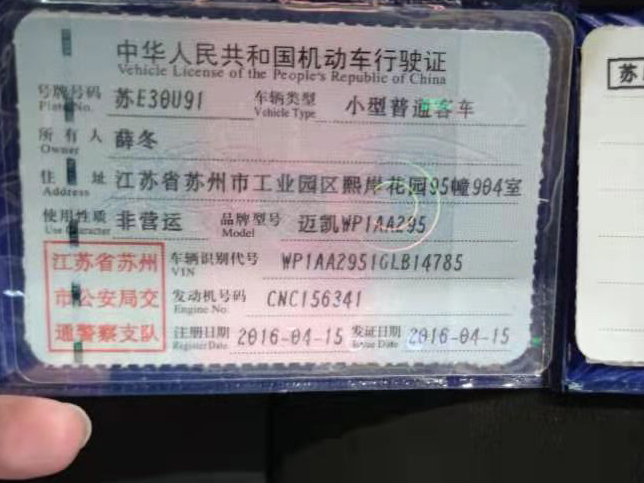 中华人民共和国机动车行驶证
Vehicle License of the People's Republic of China
号牌号码 苏E30U91 车辆类型 小型普通客车
Plate No. Vehicle Type
所有人 薛冬
Owner
住址 江苏省苏州市工业园区熙岸花园95幢904室
Address
使用性质 非营运 品牌型号 迈凯WP1AA295
Use Character Model
江苏省苏州 车辆识别代号 WP1AA2951GLB14785
VIN
市公安局交 发动机号码 CNC156341
Engine No.
通警察支队 注册日期 2016-04-15 发证日期 2016-04-15
Register Date Issue Date
苏